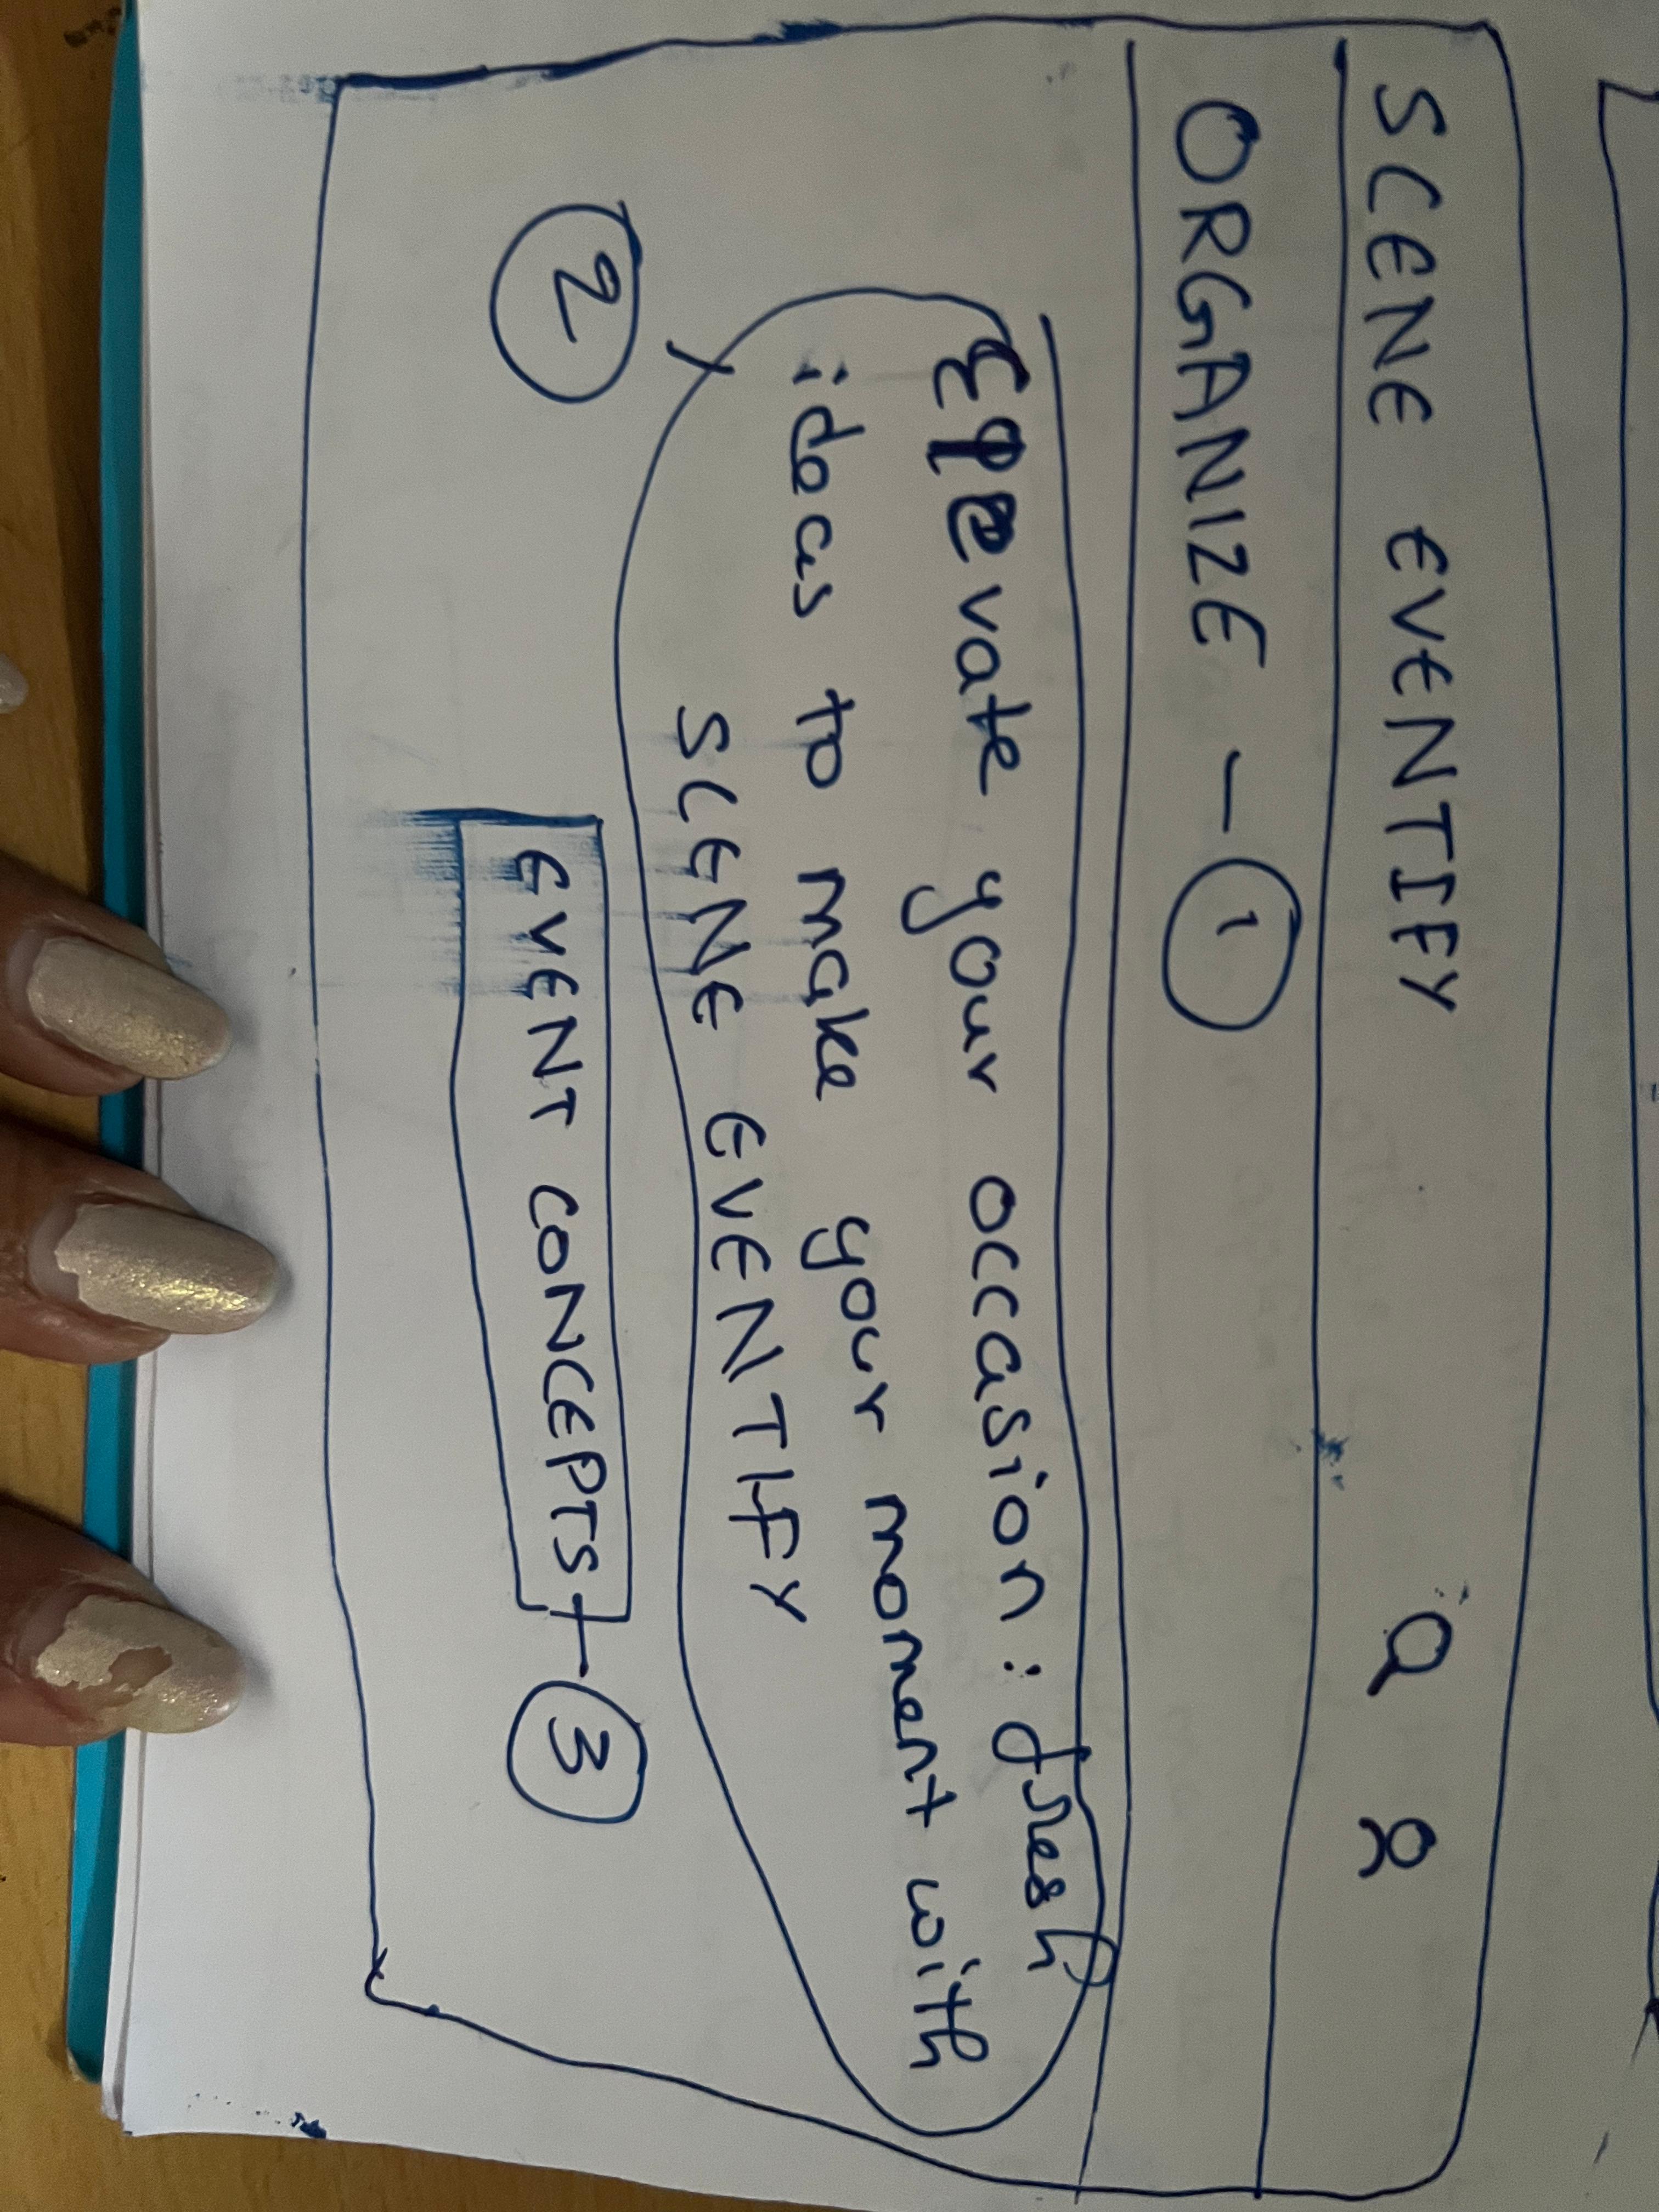 SCENE EVENTIFY
ORGANIZE - 1
Elevate your occasion : fresh
ideas to make your moment with
SCENE EVENTIFY
2
EVENT CONCEPTS - 3